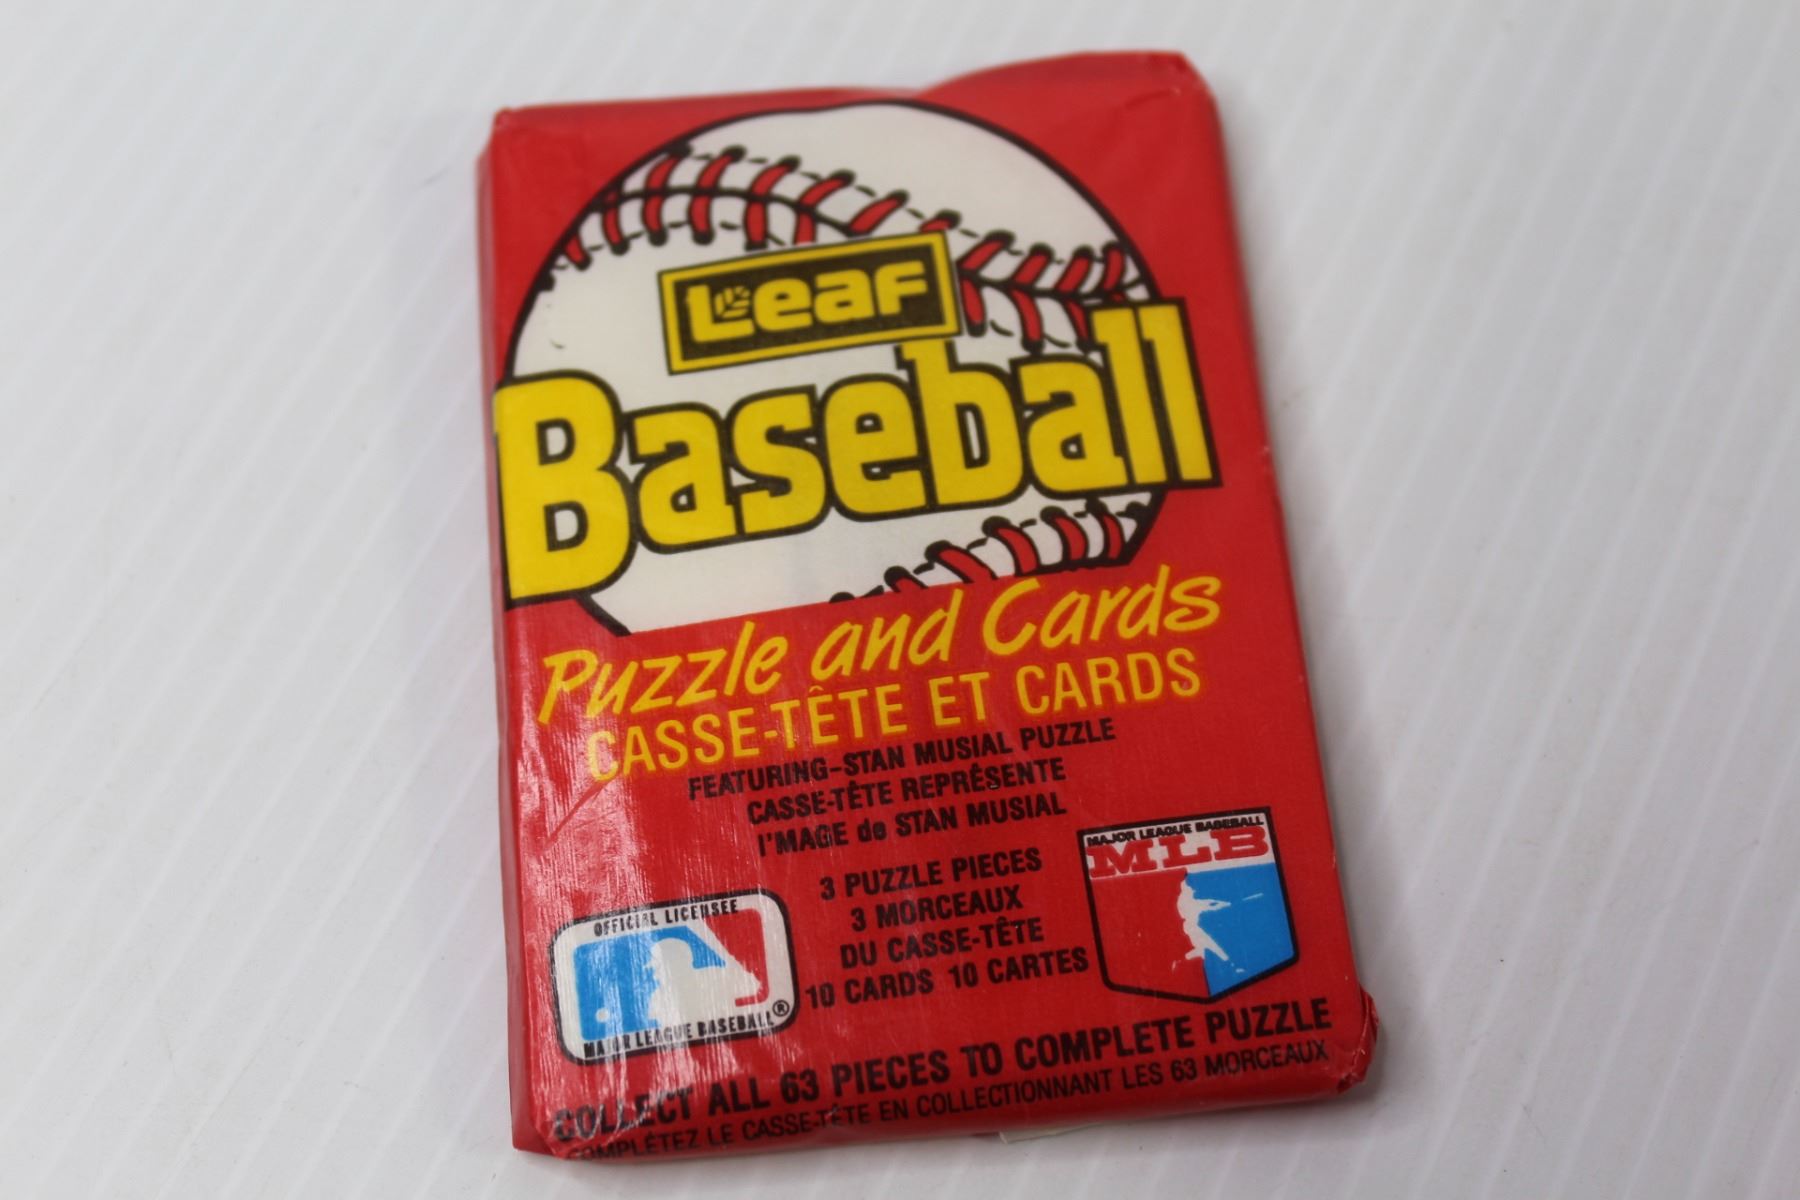 Leaf
Baseball
Puzzle and Cards
CASSE-TÊTE ET CARDS
FEATURING-STAN MUSIAL PUZZLE
CASSE-TÊTE REPRÊSENTE
l'MAGE de STAN MUSIAL
3 PUZZLE PIECES
3 MORCEAUX
DU CASSE-TÊTE
10 CARDS 10 CARTES
OFFICIAL LICENSEE
MAJOR LEAGUE BASEBALL®
MAJOR LEAGUE BASEBALL
MLB
COLLECT ALL 63 PIECES TO COMPLETE PUZZLE
COMPLÉTEZ LE CASSE-TÊTE EN COLLECTIONNANT LES 63 MORCEAUX